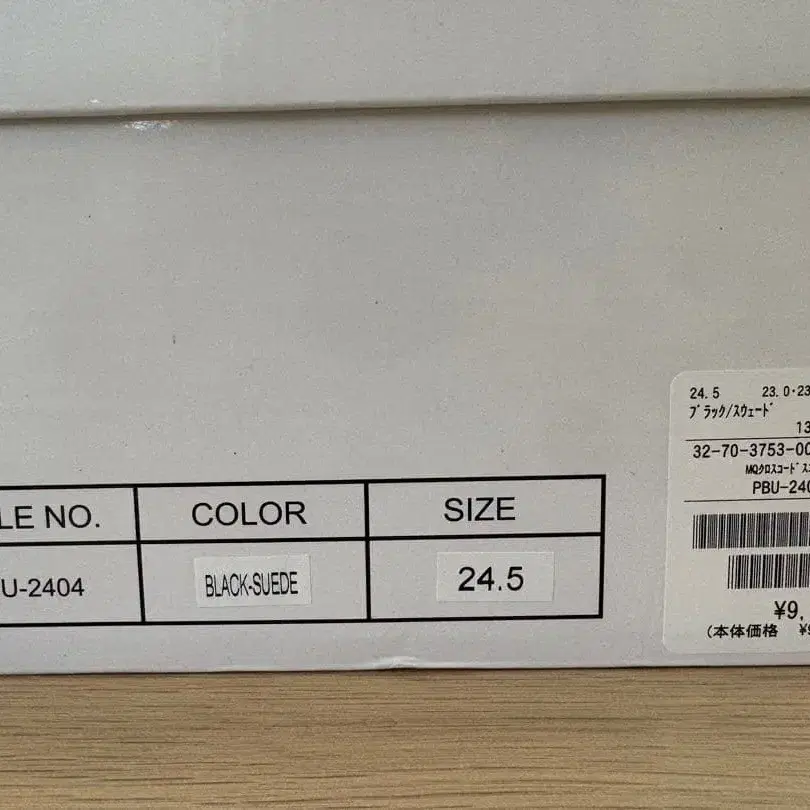 LE NO. COLOR SIZE
U-2404 BLACK-SUEDE 24.5
24.5 23.0・23
ブラック/スウェード
13
32-70-3753-00
MQクロスコードス
PBU-240
¥9,
(本体価格 ¥9